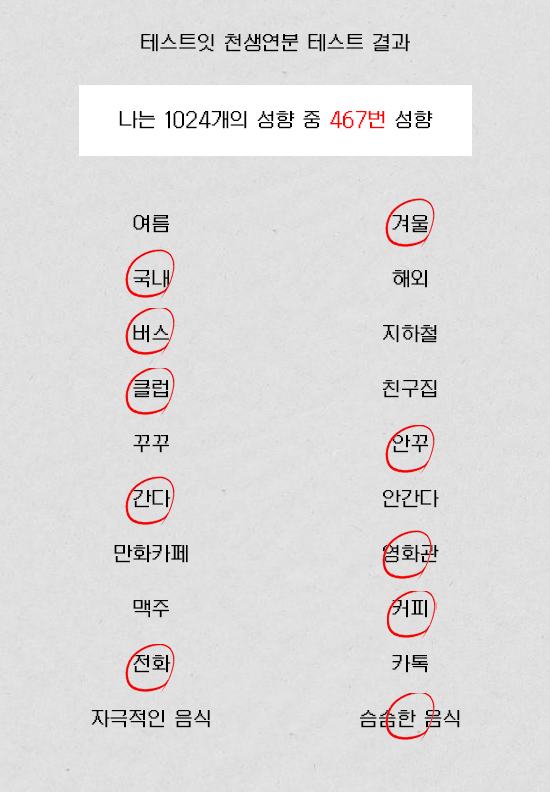 테스트잇 천생연분 테스트 결과
나는 1024개의 성향 중 467번 성향
여름 겨울
국내 해외
버스 지하철
클럽 친구집
꾸꾸 안꾸
간다 안간다
만화카페 영화관
맥주 커피
전화 카톡
자극적인 음식 슴슴한 음식